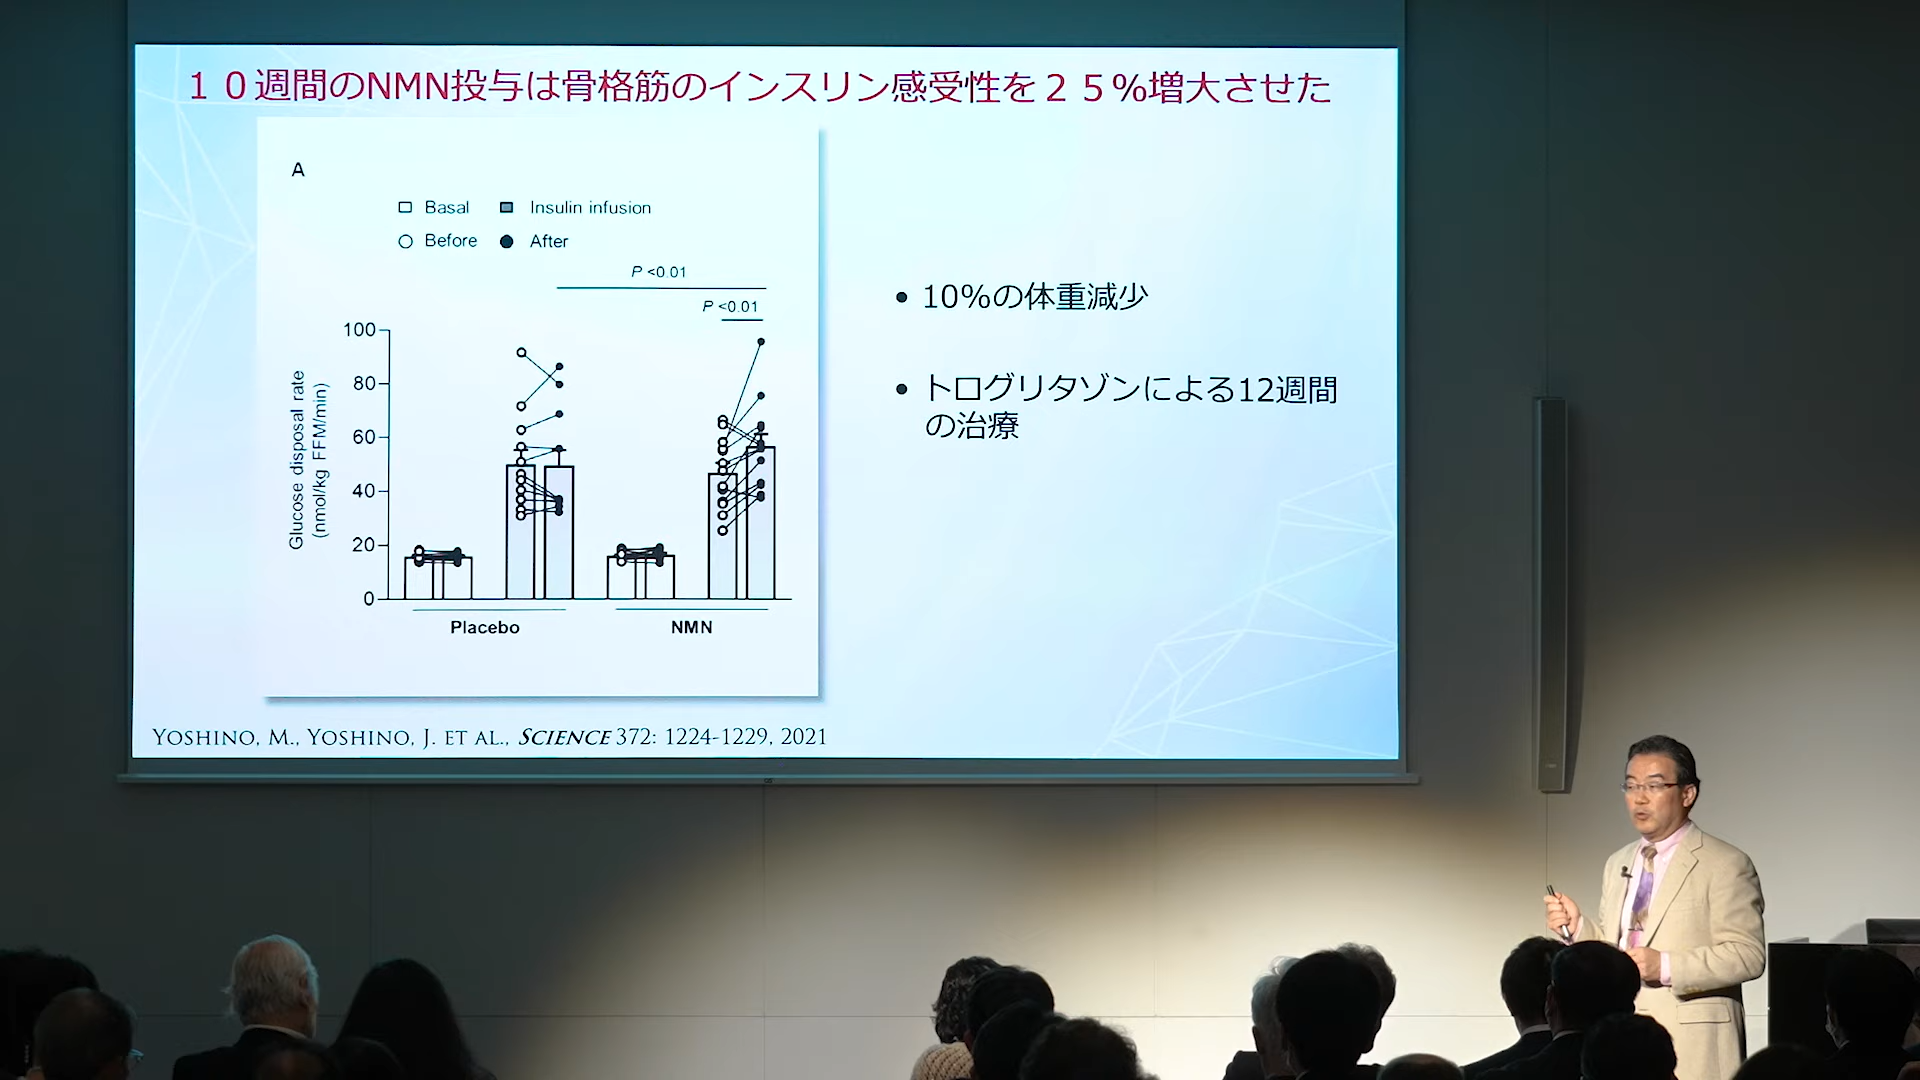 １０週間のNMN投与は骨格筋のインスリン感受性を２５%増大させた
A
Basal Insulin infusion
Before After
P <0.01
P <0.01
Glucose disposal rate
(nmol/kg FFM/min)
100
80
60
40
20
0
Placebo NMN
• 10%の体重減少
• トログリタゾンによる12週間
の治療
YOSHINO, M., YOSHINO, J. ET AL., SCIENCE 372: 1224-1229, 2021